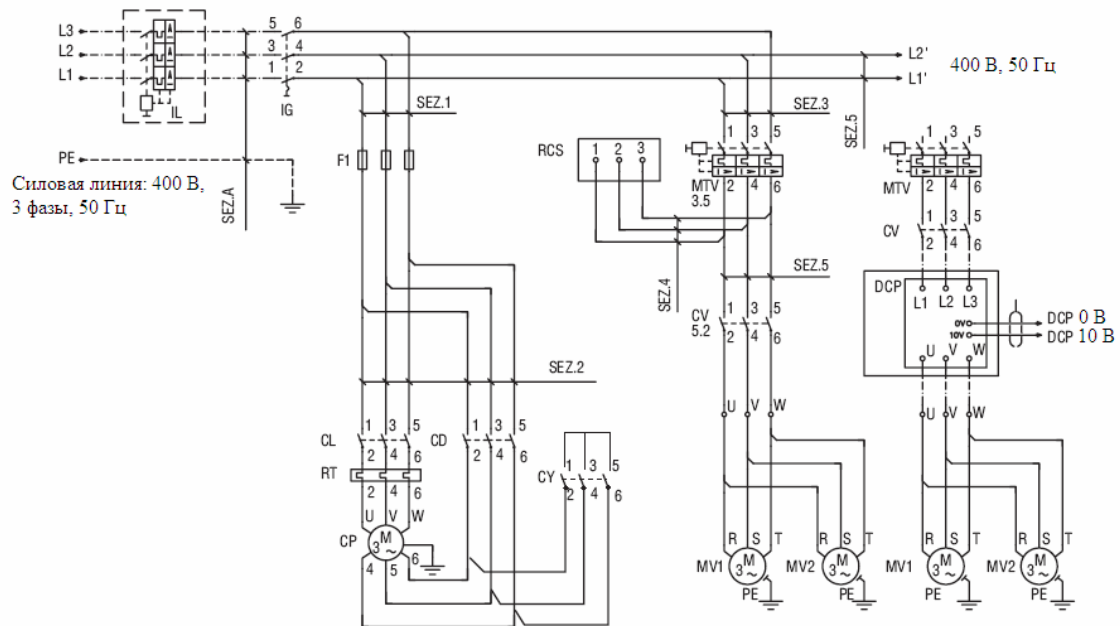 L3
5 6
L2
3 4
L2'
400 В, 50 Гц
L1
1 2
L1'
IL
IG
SEZ.1
SEZ.3
SEZ.5
PE
F1
RCS 1 2 3
1 3 5
1 3 5
Силовая линия: 400 В,
3 фазы, 50 Гц
SEZ.A
MTV 2 4 6
3.5
MTV 2 4 6
CV 1 3 5
2 4 6
SEZ.4
SEZ.5
DCP L1 L2 L3
CV 1 3 5
5.2 2 4 6
0V DCP 0 В
10V DCP 10 В
U V W
SEZ.2
U V W
U V W
CL 1 3 5
2 4 6
CD 1 3 5
2 4 6
RT
2 4 6
CY 1 3 5
2 4 6
U V W
CP M
3 ~
4 5 6
R S T
R S T
R S T
R S T
MV1 M
3 ~
PE
MV2 M
3 ~
PE
MV1 M
3 ~
PE
MV2 M
3 ~
PE